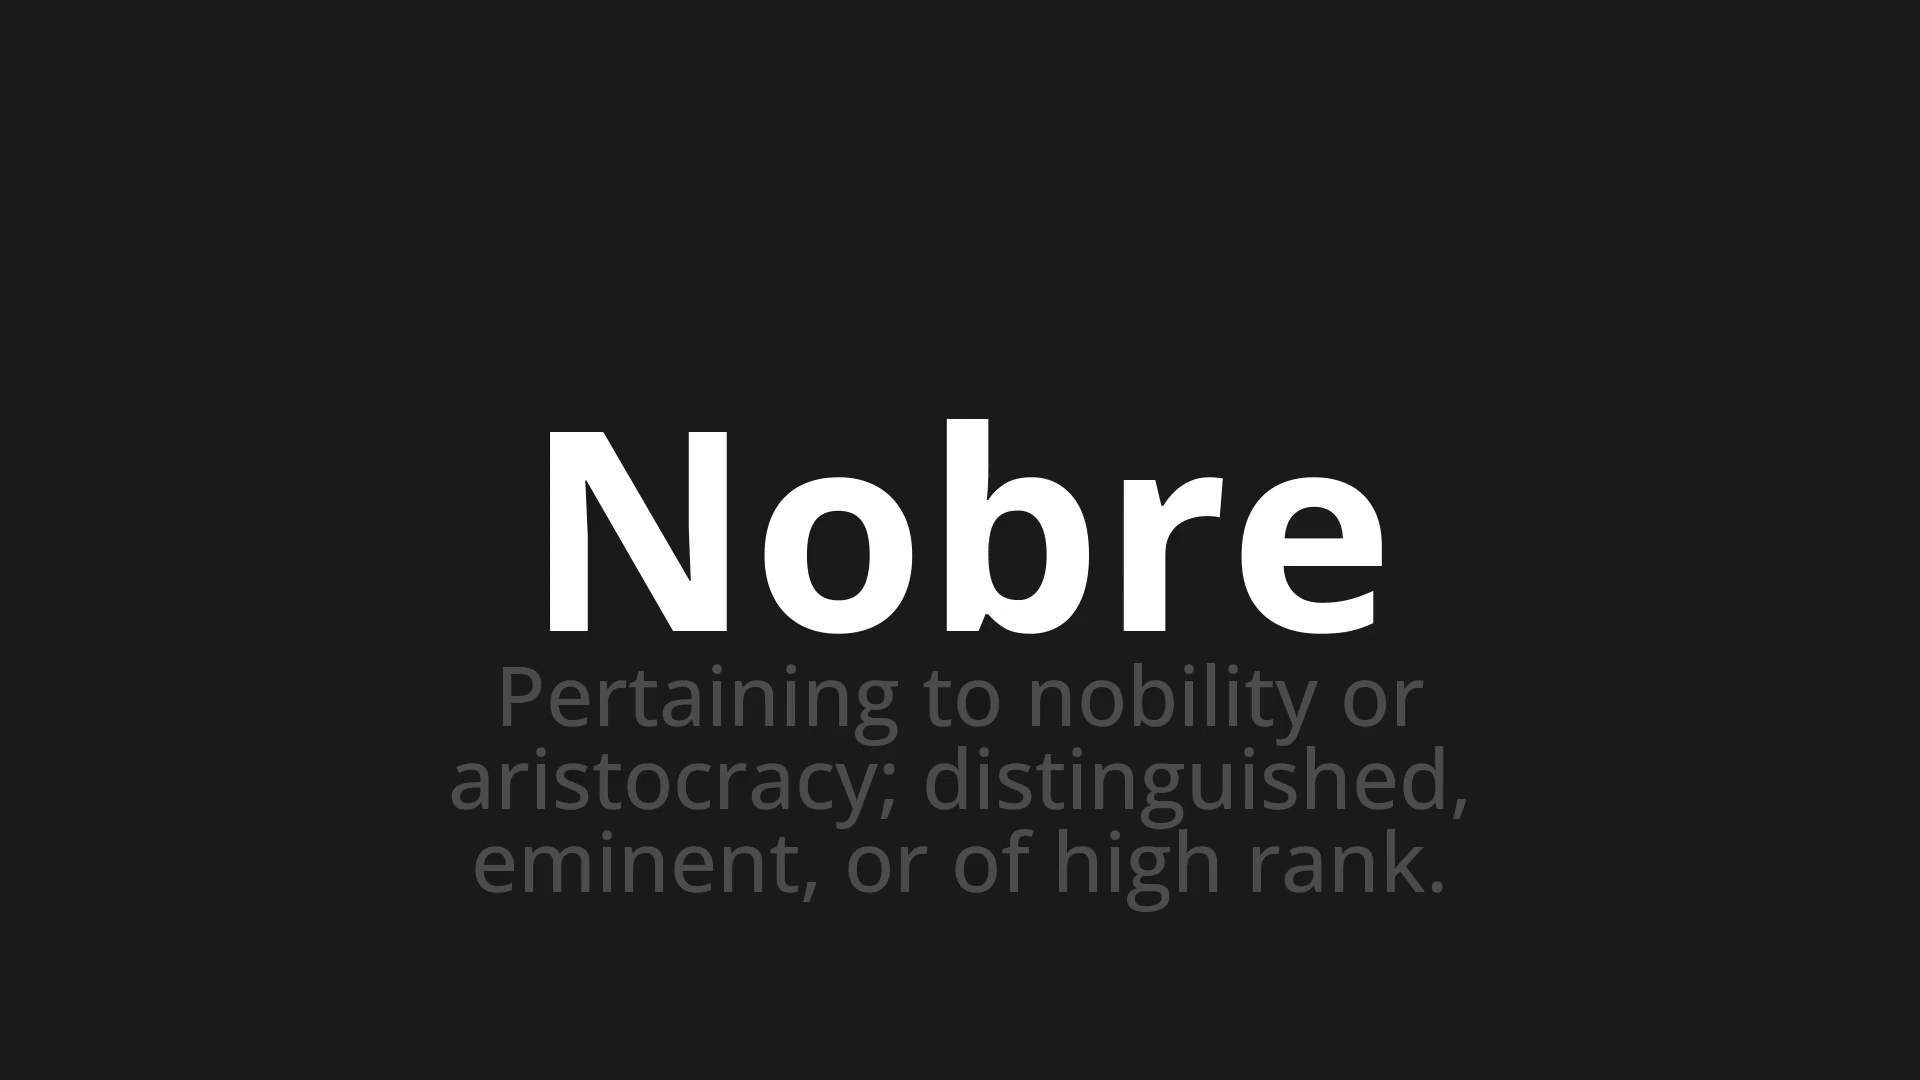 Nobre
Pertaining to nobility or
aristocracy; distinguished,
eminent, or of high rank.